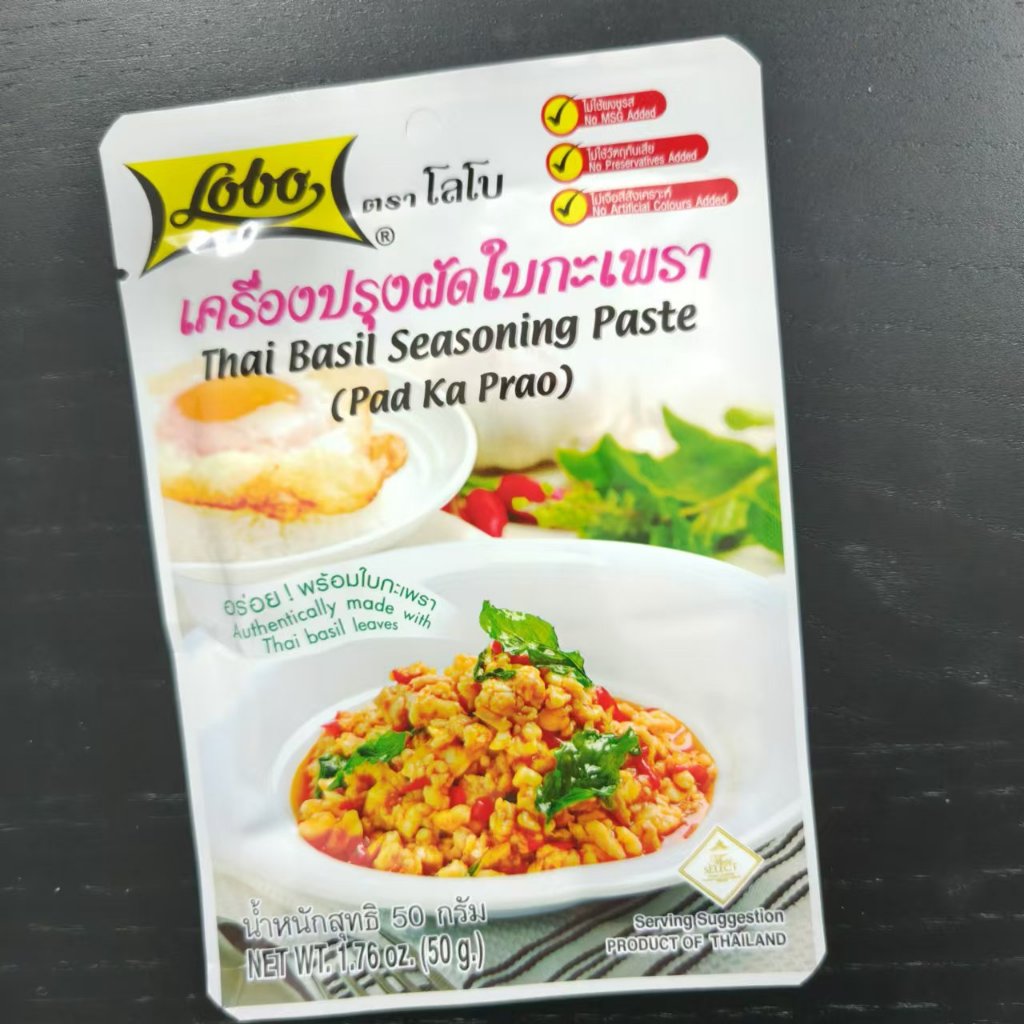 Lobo
®
ตรา โลโบ
ไม่ใช้ผงชูรส
No MSG Added
ไม่ใช้วัตถุกันเสีย
No Preservatives Added
ไม่เจือสีสังเคราะห์
No Artificial Colours Added
เครื่องปรุงผัดใบกะเพรา
Thai Basil Seasoning Paste
(Pad Ka Prao)
อร่อย ! พร้อมใบกะเพรา
Authentically made with
Thai basil leaves
SELECT
น้ำหนักสุทธิ 50 กรัม
NET WT. 1.76 oz. (50 g.)
Serving Suggestion
PRODUCT OF THAILAND